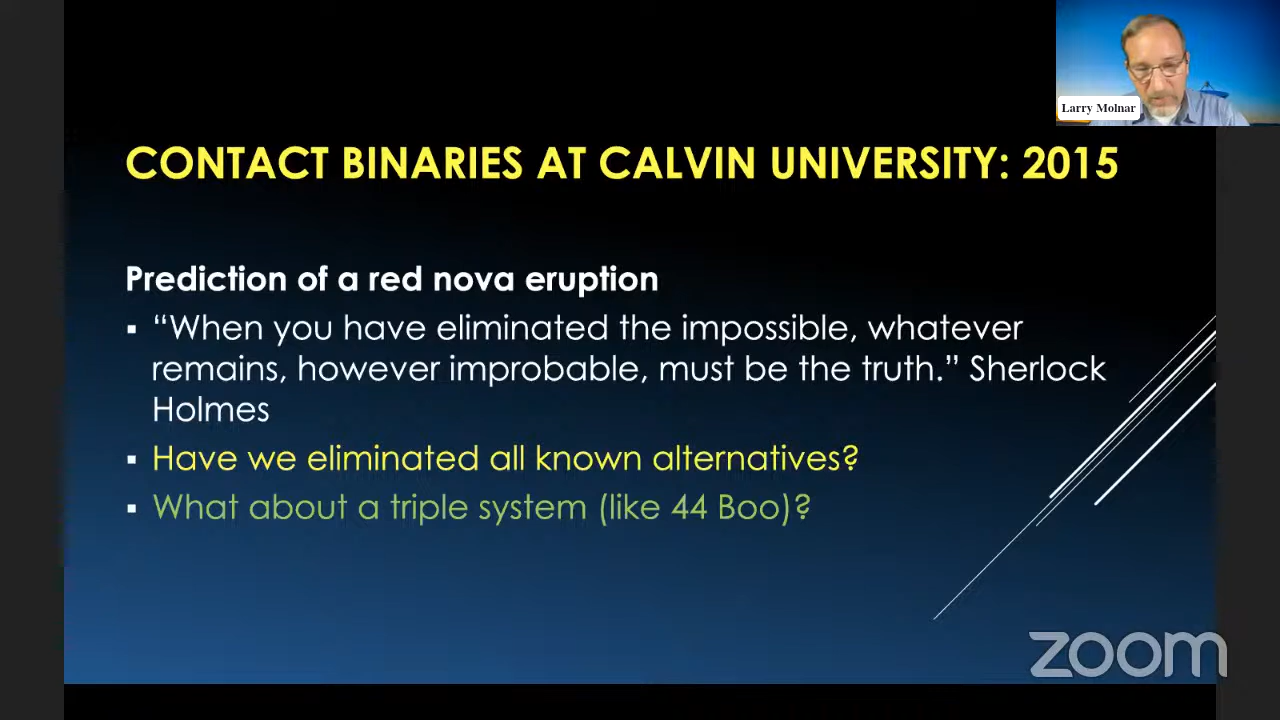 Larry Molnar
CONTACT BINARIES AT CALVIN UNIVERSITY: 2015
Prediction of a red nova eruption
▪ “When you have eliminated the impossible, whatever
remains, however improbable, must be the truth.” Sherlock
Holmes
▪ Have we eliminated all known alternatives?
▪ What about a triple system (like 44 Boo)?
zoom